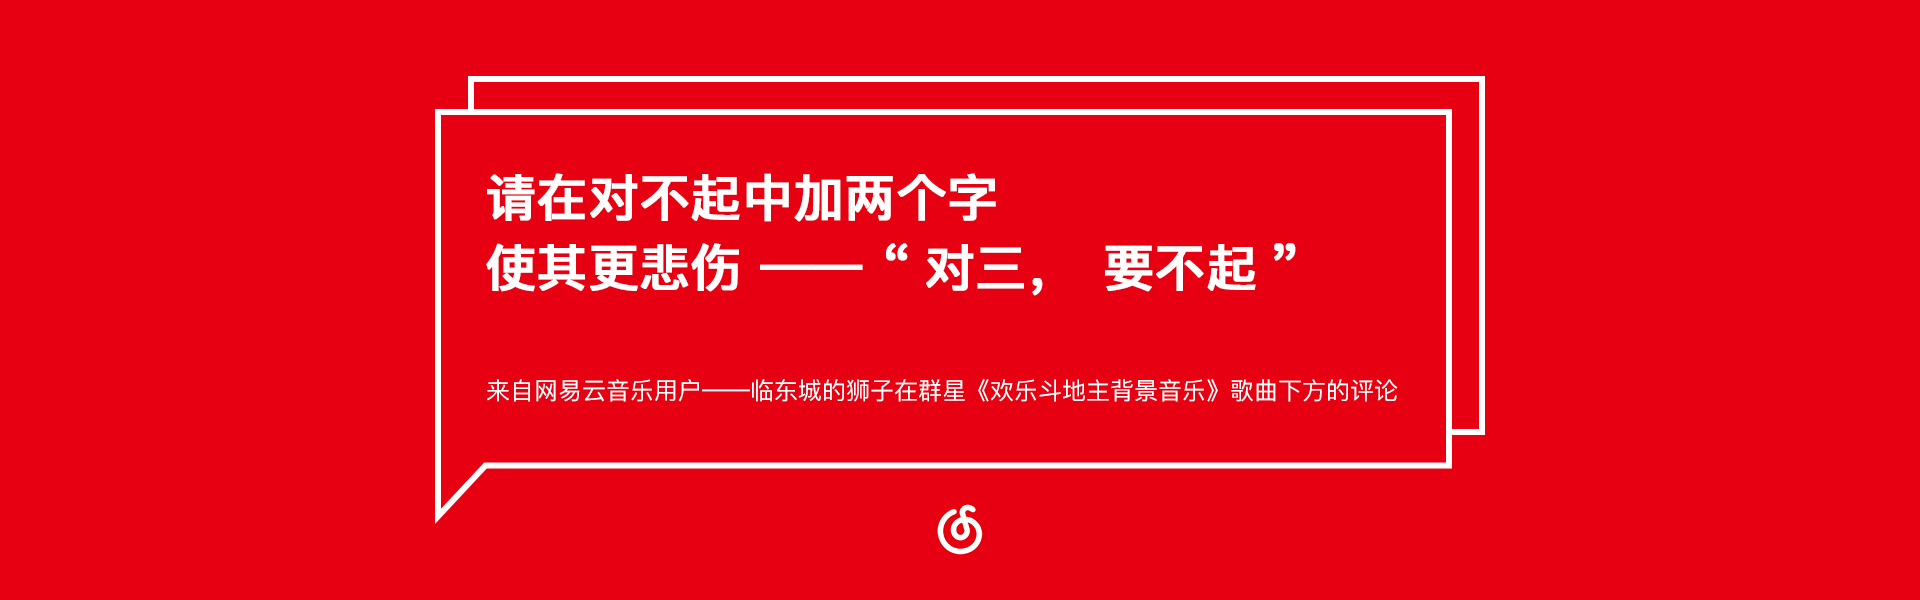 请在对不起中加两个字
使其更悲伤 ——“ 对三， 要不起 ”
来自网易云音乐用户——临东城的狮子在群星《欢乐斗地主背景音乐》歌曲下方的评论